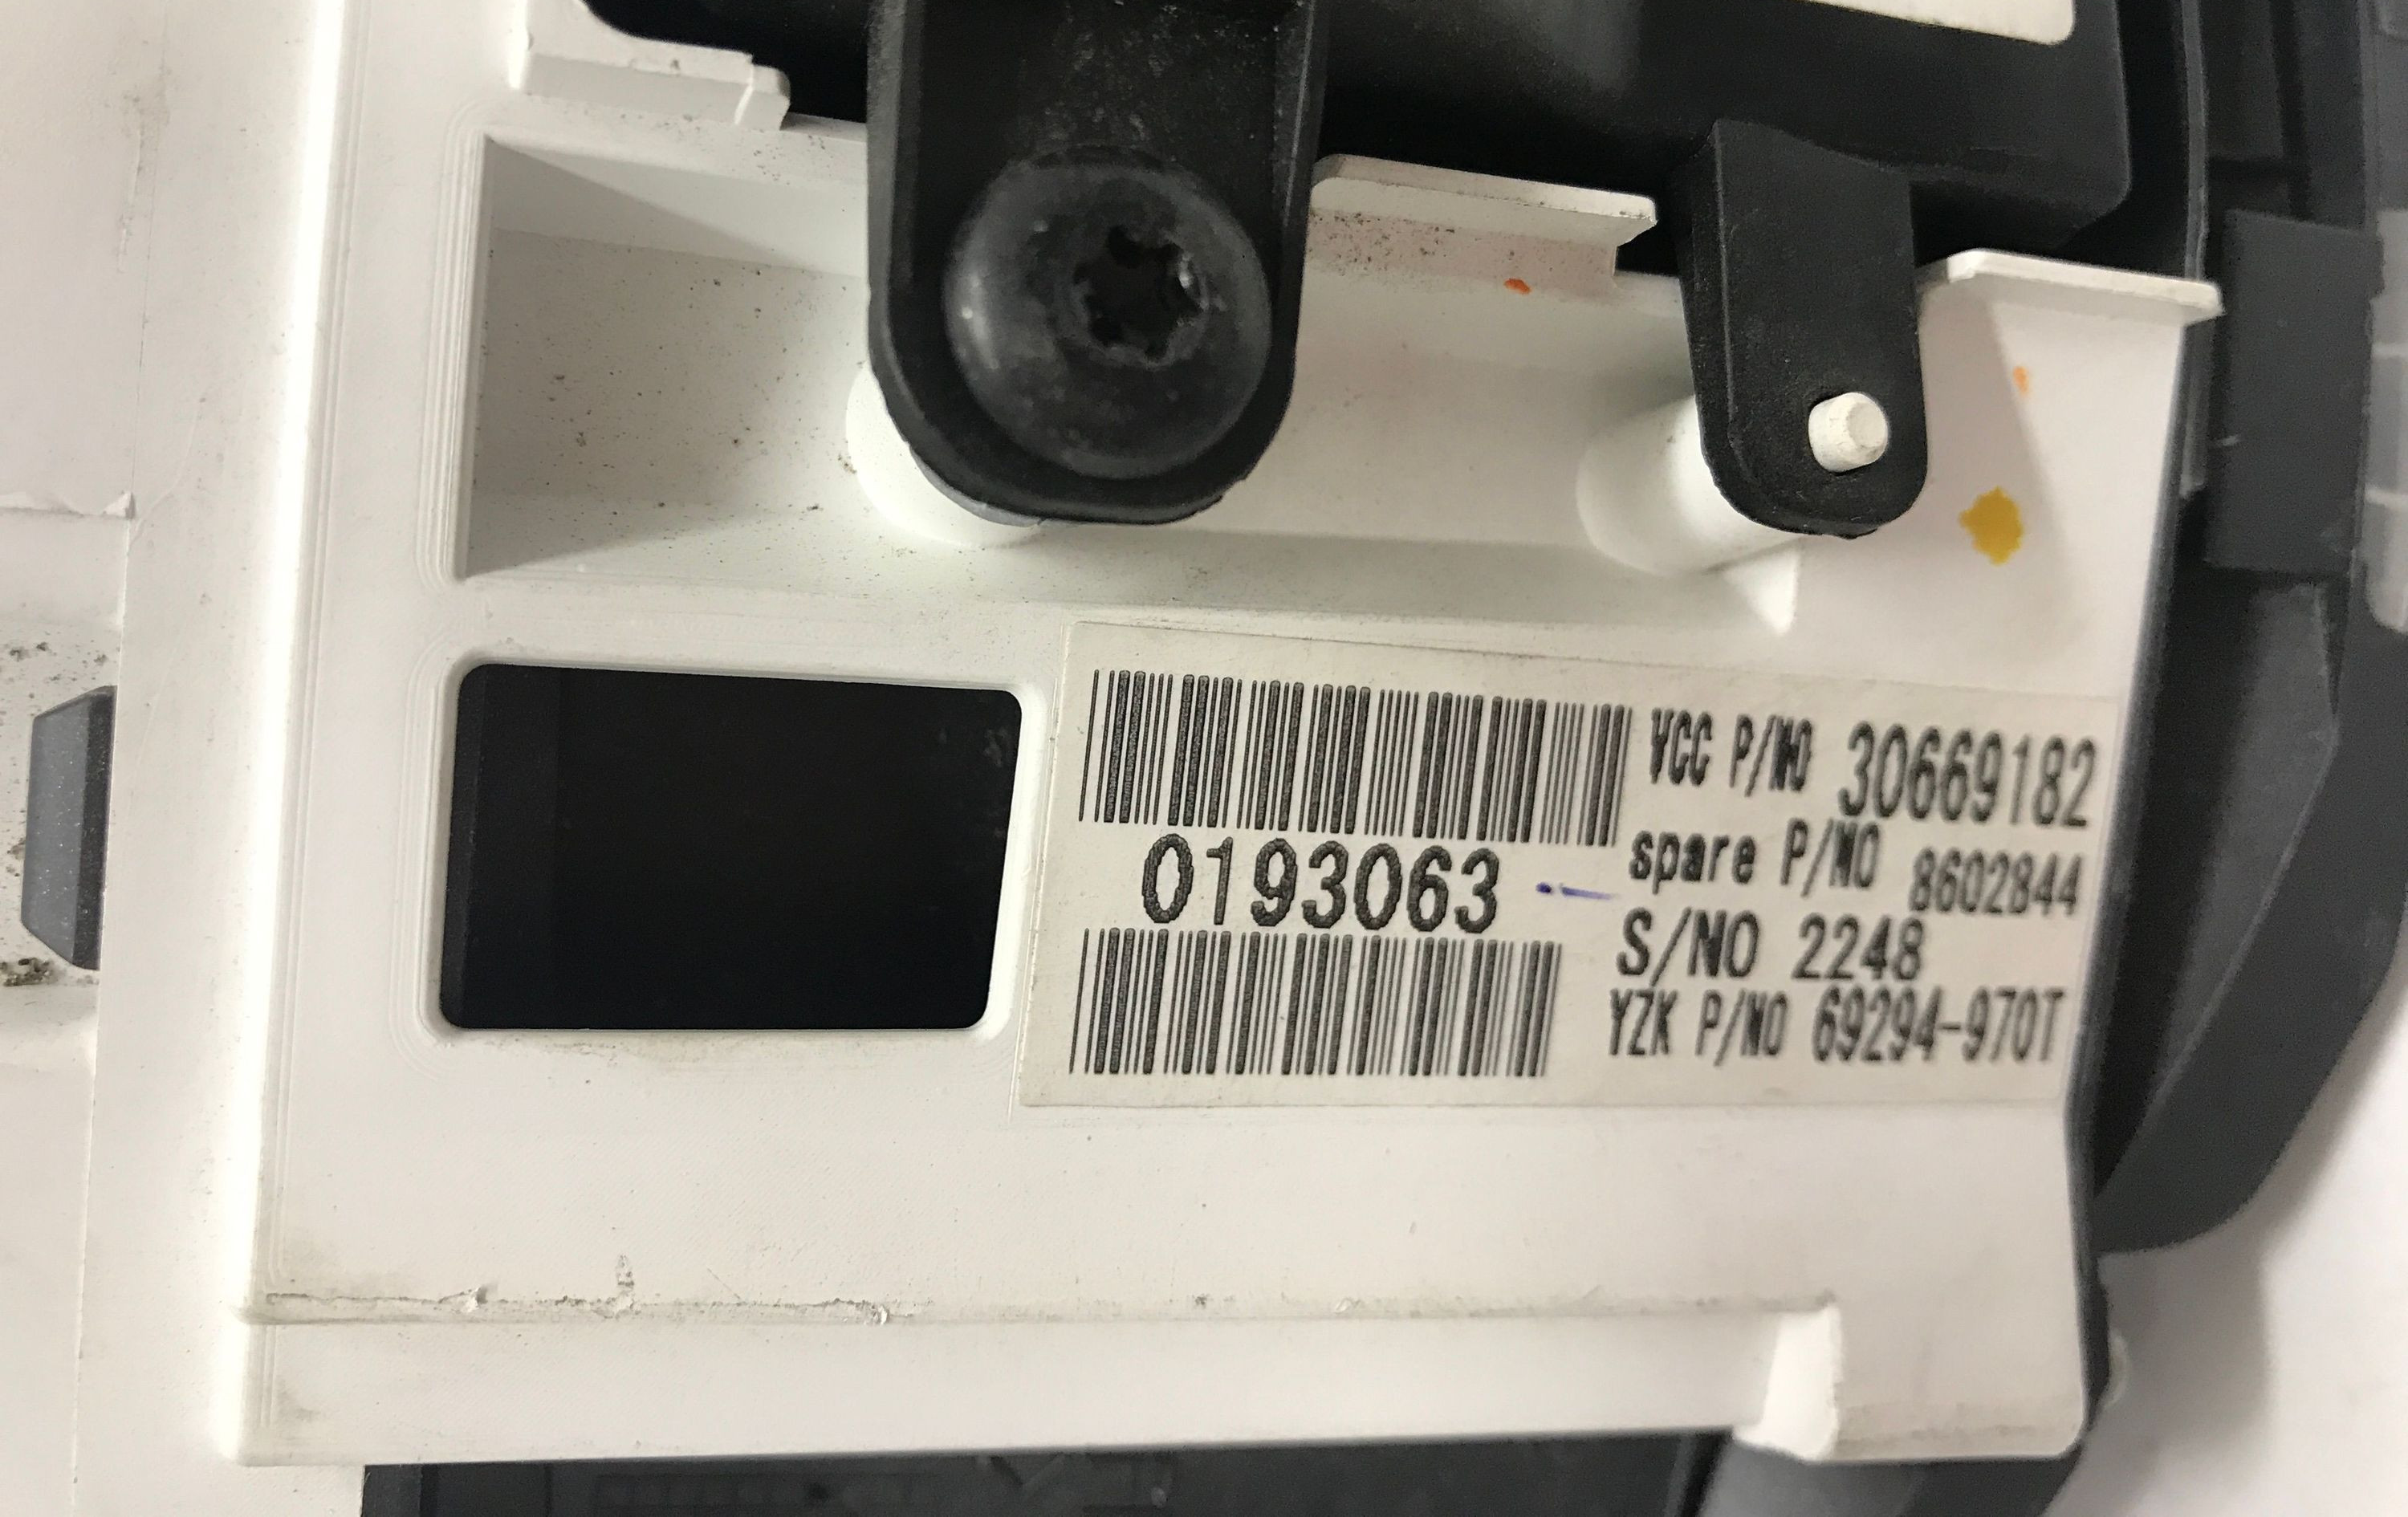 0193063
VCC P/NO 30669182
spare P/NO 8602844
S/NO 2248
YZK P/NO 69294-970T